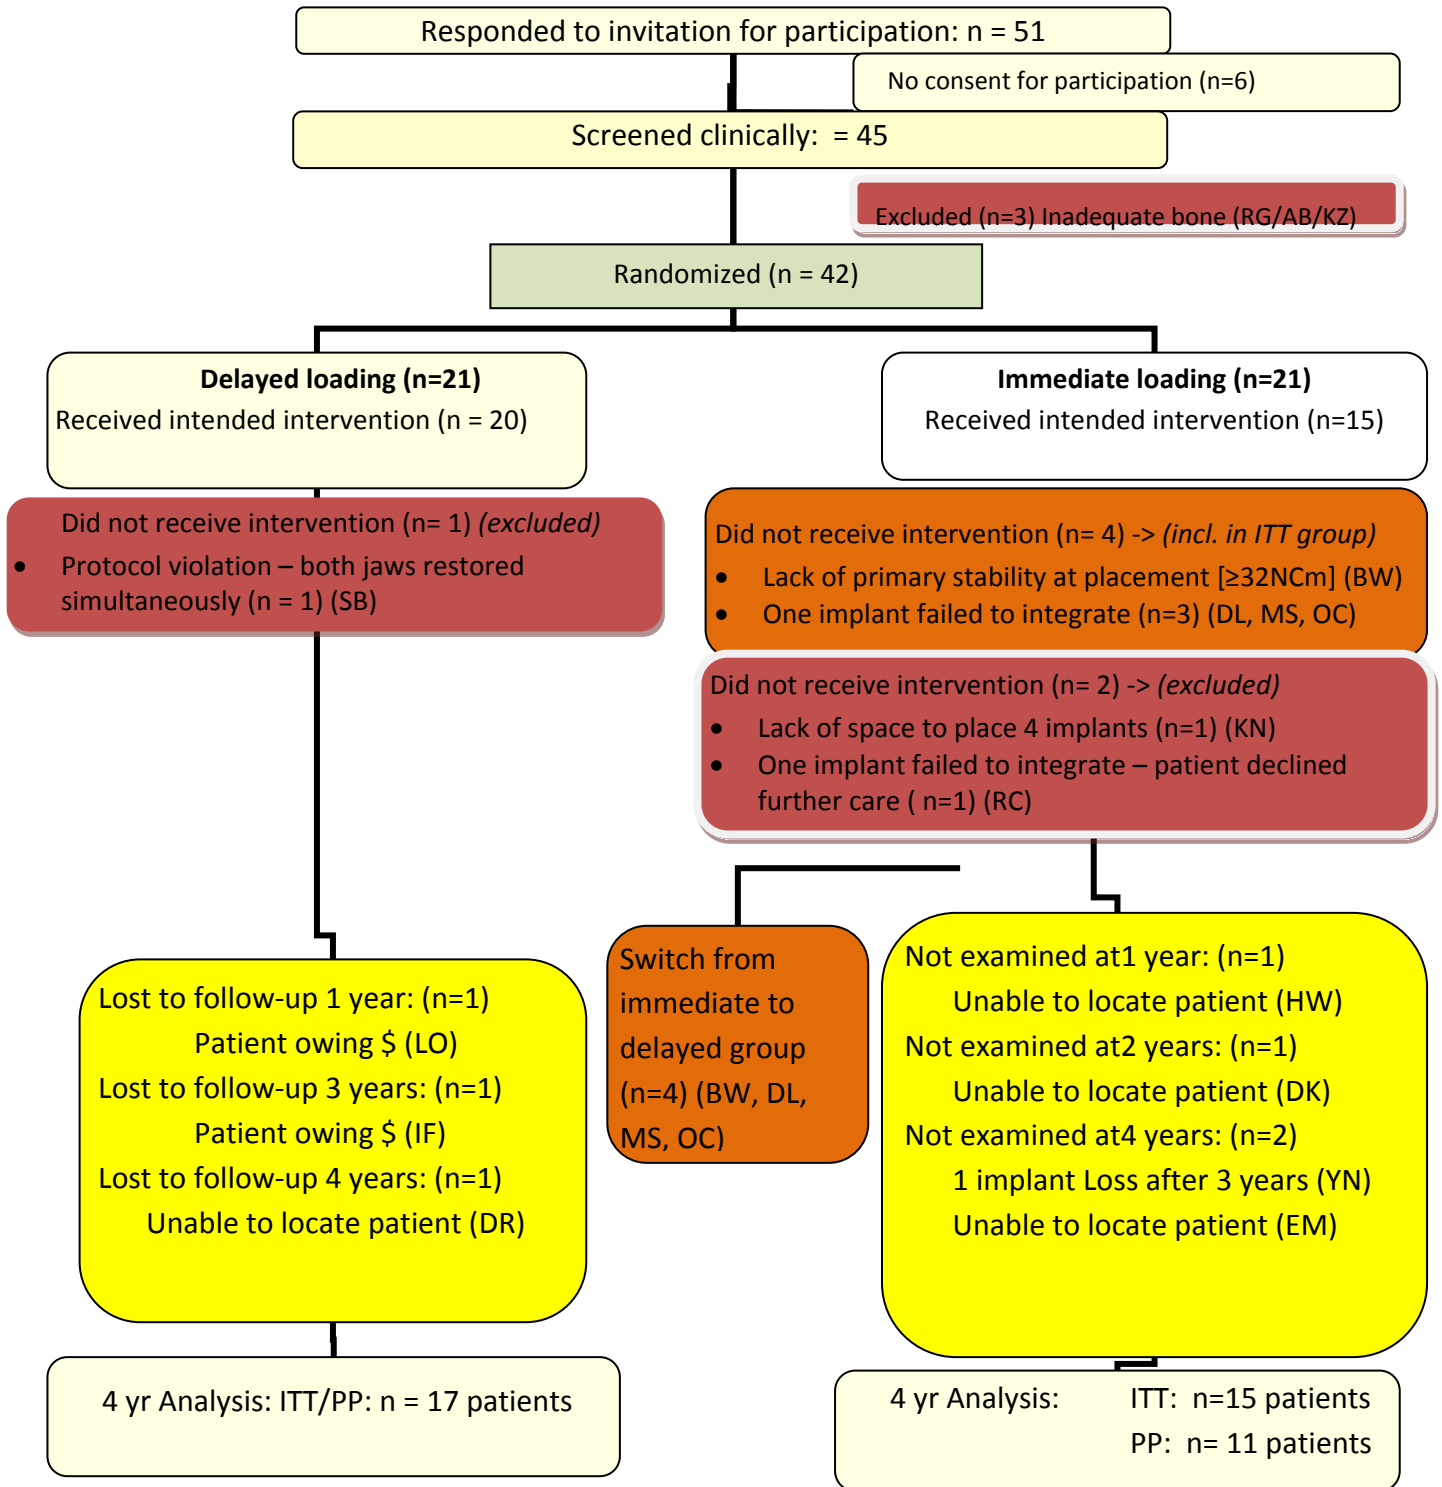 Responded to invitation for participation: n = 51
No consent for participation (n=6)
Screened clinically:  = 45
Excluded (n=3) Inadequate bone (RG/AB/KZ)
Randomized (n = 42)
Delayed loading (n=21)
Received intended intervention (n = 20)
Immediate loading (n=21)
Received intended intervention (n=15)
Did not receive intervention (n= 1) (excluded)
• Protocol violation – both jaws restored
simultaneously (n = 1) (SB)
Did not receive intervention (n= 4) -> (incl. in ITT group)
• Lack of primary stability at placement [≥32NCm] (BW)
• One implant failed to integrate (n=3) (DL, MS, OC)
Did not receive intervention (n= 2) -> (excluded)
• Lack of space to place 4 implants (n=1) (KN)
• One implant failed to integrate – patient declined
further care ( n=1) (RC)
Lost to follow-up 1 year: (n=1)
Patient owing $ (LO)
Lost to follow-up 3 years: (n=1)
Patient owing $ (IF)
Lost to follow-up 4 years: (n=1)
Unable to locate patient (DR)
Switch from
immediate to
delayed group
(n=4) (BW, DL,
MS, OC)
Not examined at1 year: (n=1)
Unable to locate patient (HW)
Not examined at2 years: (n=1)
Unable to locate patient (DK)
Not examined at4 years: (n=2)
1 implant Loss after 3 years (YN)
Unable to locate patient (EM)
4 yr Analysis: ITT/PP: n = 17 patients
4 yr Analysis: ITT: n=15 patients
PP: n= 11 patients